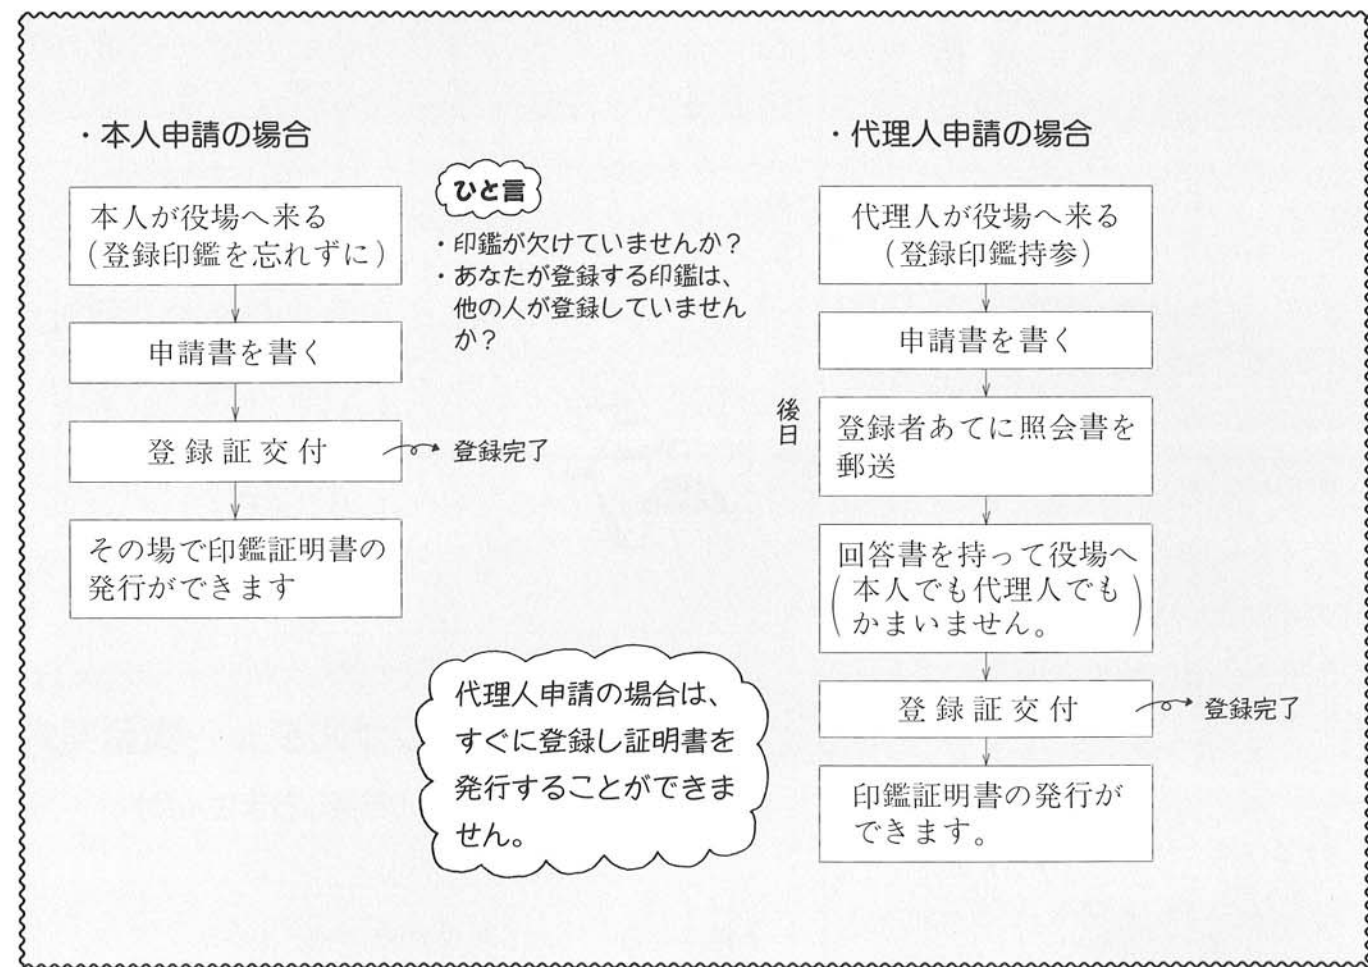 ・本人申請の場合
本人が役場へ来る
（登録印鑑を忘れずに）
申請書を書く
登録証交付
登録完了
その場で印鑑証明書の
発行ができます
ひと言
・印鑑が欠けていませんか？
・あなたが登録する印鑑は、
他の人が登録していません
か？
代理人申請の場合は、
すぐに登録し証明書を
発行することができま
せん。
・代理人申請の場合
代理人が役場へ来る
（登録印鑑持参）
申請書を書く
後日
登録者あてに照会書を
郵送
回答書を持って役場へ
（本人でも代理人でも
かまいません。）
登録証交付
登録完了
印鑑証明書の発行が
できます。